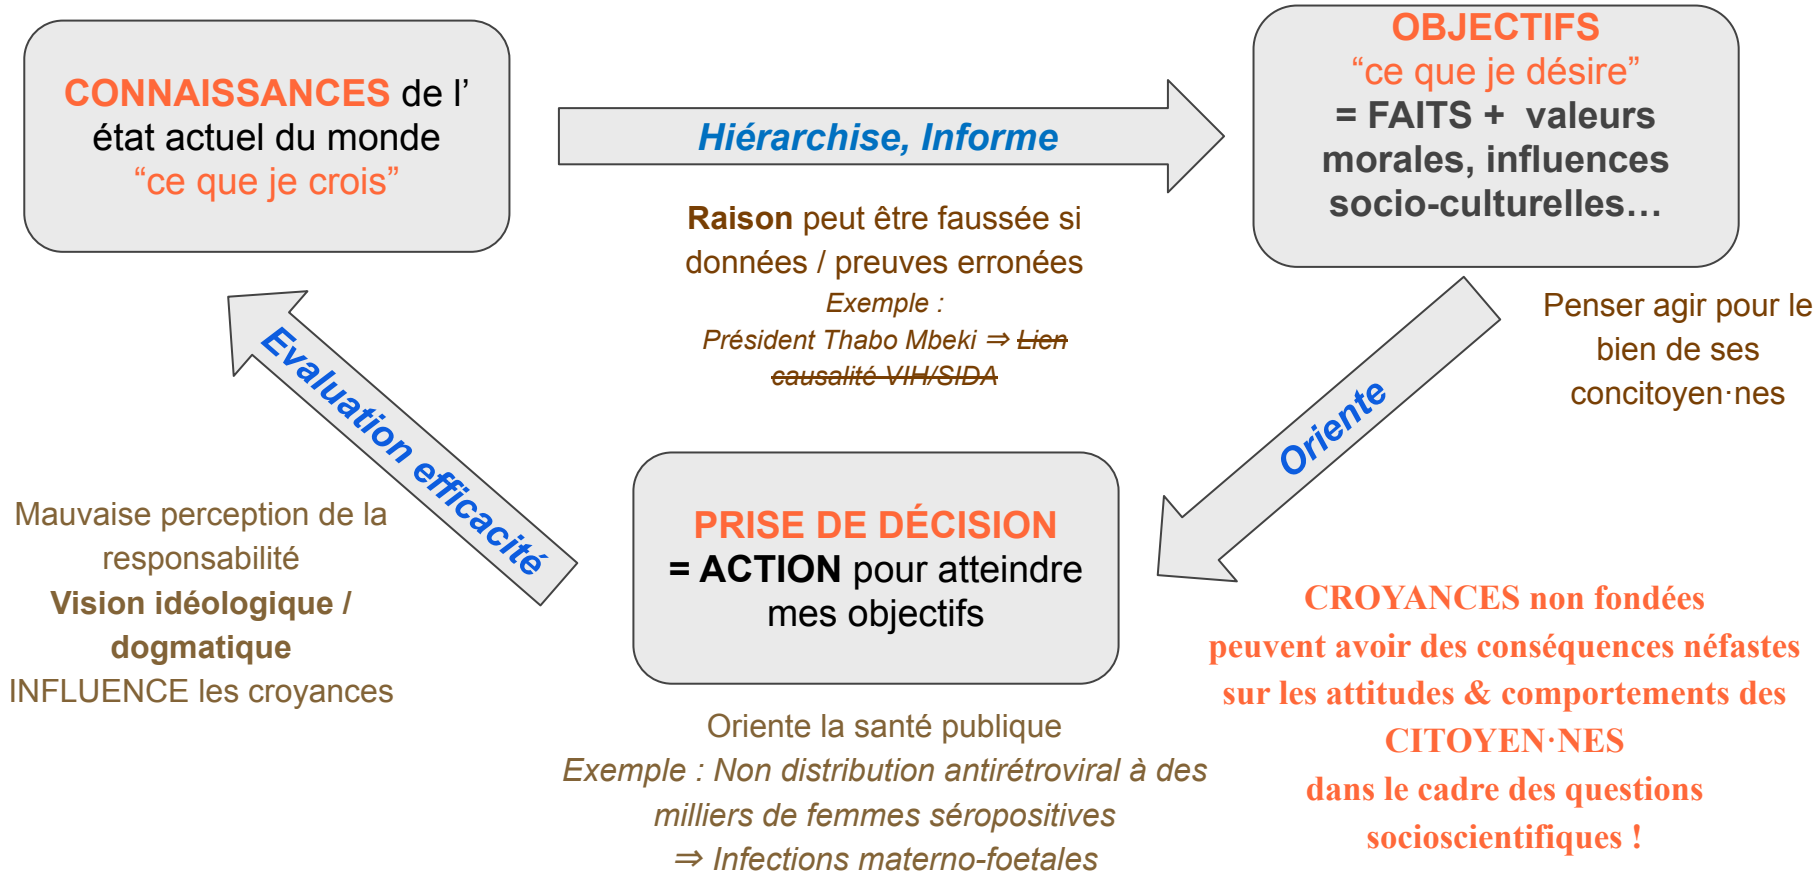 CONNAISSANCES de l’
état actuel du monde
“ce que je crois”
Hiérarchise, Informe
OBJECTIFS
“ce que je désire”
= FAITS + valeurs
morales, influences
socio-culturelles…
Raison peut être faussée si
données / preuves erronées
Exemple :
Président Thabo Mbeki ⇒ Lien
causalité VIH/SIDA
Penser agir pour le
bien de ses
concitoyen·nes
Oriente
Evaluation efficacité
PRISE DE DÉCISION
= ACTION pour atteindre
mes objectifs
Mauvaise perception de la
responsabilité
Vision idéologique /
dogmatique
INFLUENCE les croyances
Oriente la santé publique
Exemple : Non distribution antirétroviral à des
milliers de femmes séropositives
⇒ Infections materno-foetales
CROYANCES non fondées
peuvent avoir des conséquences néfastes
sur les attitudes & comportements des
CITOYEN·NES
dans le cadre des questions
socioscientifiques !